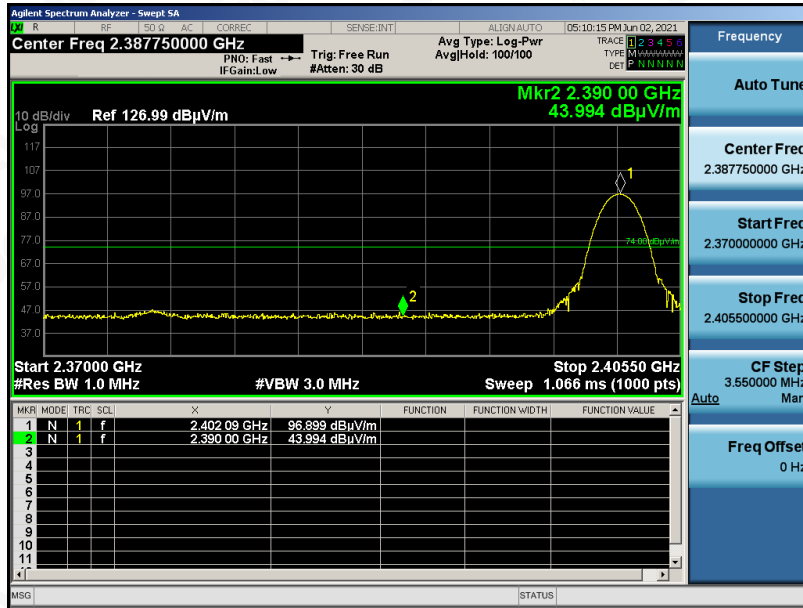 Agilent Spectrum Analyzer - Swept SA
LXI R RF 50 Ω AC CORREC SENSE:INT ALIGN AUTO 05:10:15 PM Jun 02, 2021
Center Freq 2.387750000 GHz
PNO: Fast
IFGain:Low
Trig: Free Run
#Atten: 30 dB
Avg Type: Log-Pwr
Avg|Hold: 100/100
TRACE 1 2 3 4 5 6
TYPE M
DET P N N N N N
Mkr2 2.390 00 GHz
43.994 dBµV/m
10 dB/div Ref 126.99 dBµV/m
Log
117
107
97.0
87.0
77.0
67.0
57.0
47.0
37.0
1
74.00 dBµV/m
2
Start 2.37000 GHz Stop 2.40550 GHz
#Res BW 1.0 MHz #VBW 3.0 MHz Sweep 1.066 ms (1000 pts)
MKR MODE TRC SCL X Y FUNCTION FUNCTION WIDTH FUNCTION VALUE
1 N 1 f 2.402 09 GHz 96.899 dBµV/m
2 N 1 f 2.390 00 GHz 43.994 dBµV/m
3
4
5
6
7
8
9
10
11
MSG STATUS
Frequency
Auto Tune
Center Freq
2.387750000 GHz
Start Freq
2.370000000 GHz
Stop Freq
2.405500000 GHz
CF Step
3.550000 MHz
Auto Man
Freq Offset
0 Hz